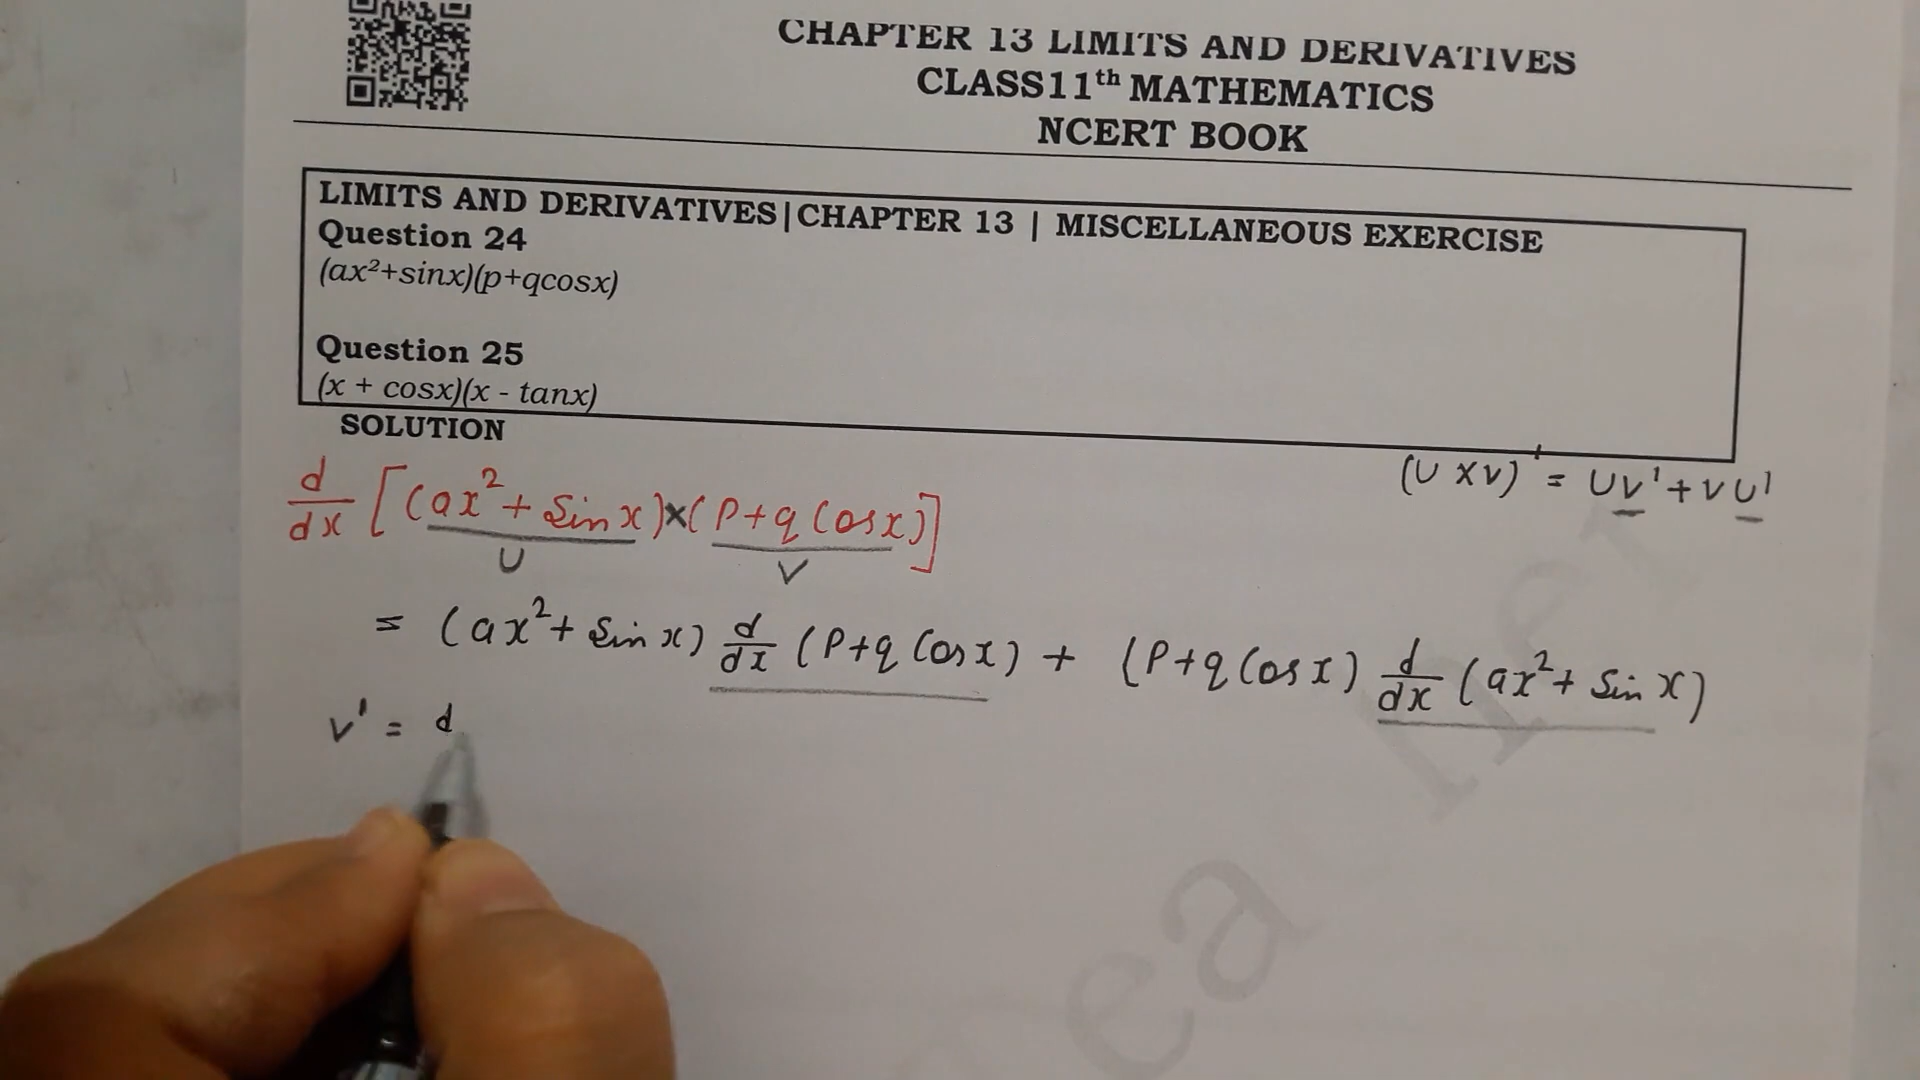 CHAPTER 13 LIMITS AND DERIVATIVES
CLASS11th MATHEMATICS
NCERT BOOK
LIMITS AND DERIVATIVES|CHAPTER 13 | MISCELLANEOUS EXERCISE
Question 24
(ax²+sinx)(p+qcosx)
Question 25
(x + cosx)(x - tanx)
SOLUTION
(U×V)' = UV' + VU'
d/dx [(ax²+ Sin x)×(P+q Cos x)]
U V
= (ax²+ Sin x) d/dx (P+q Cos x) + (P+q Cos x) d/dx (ax²+ Sin x)
V' = d